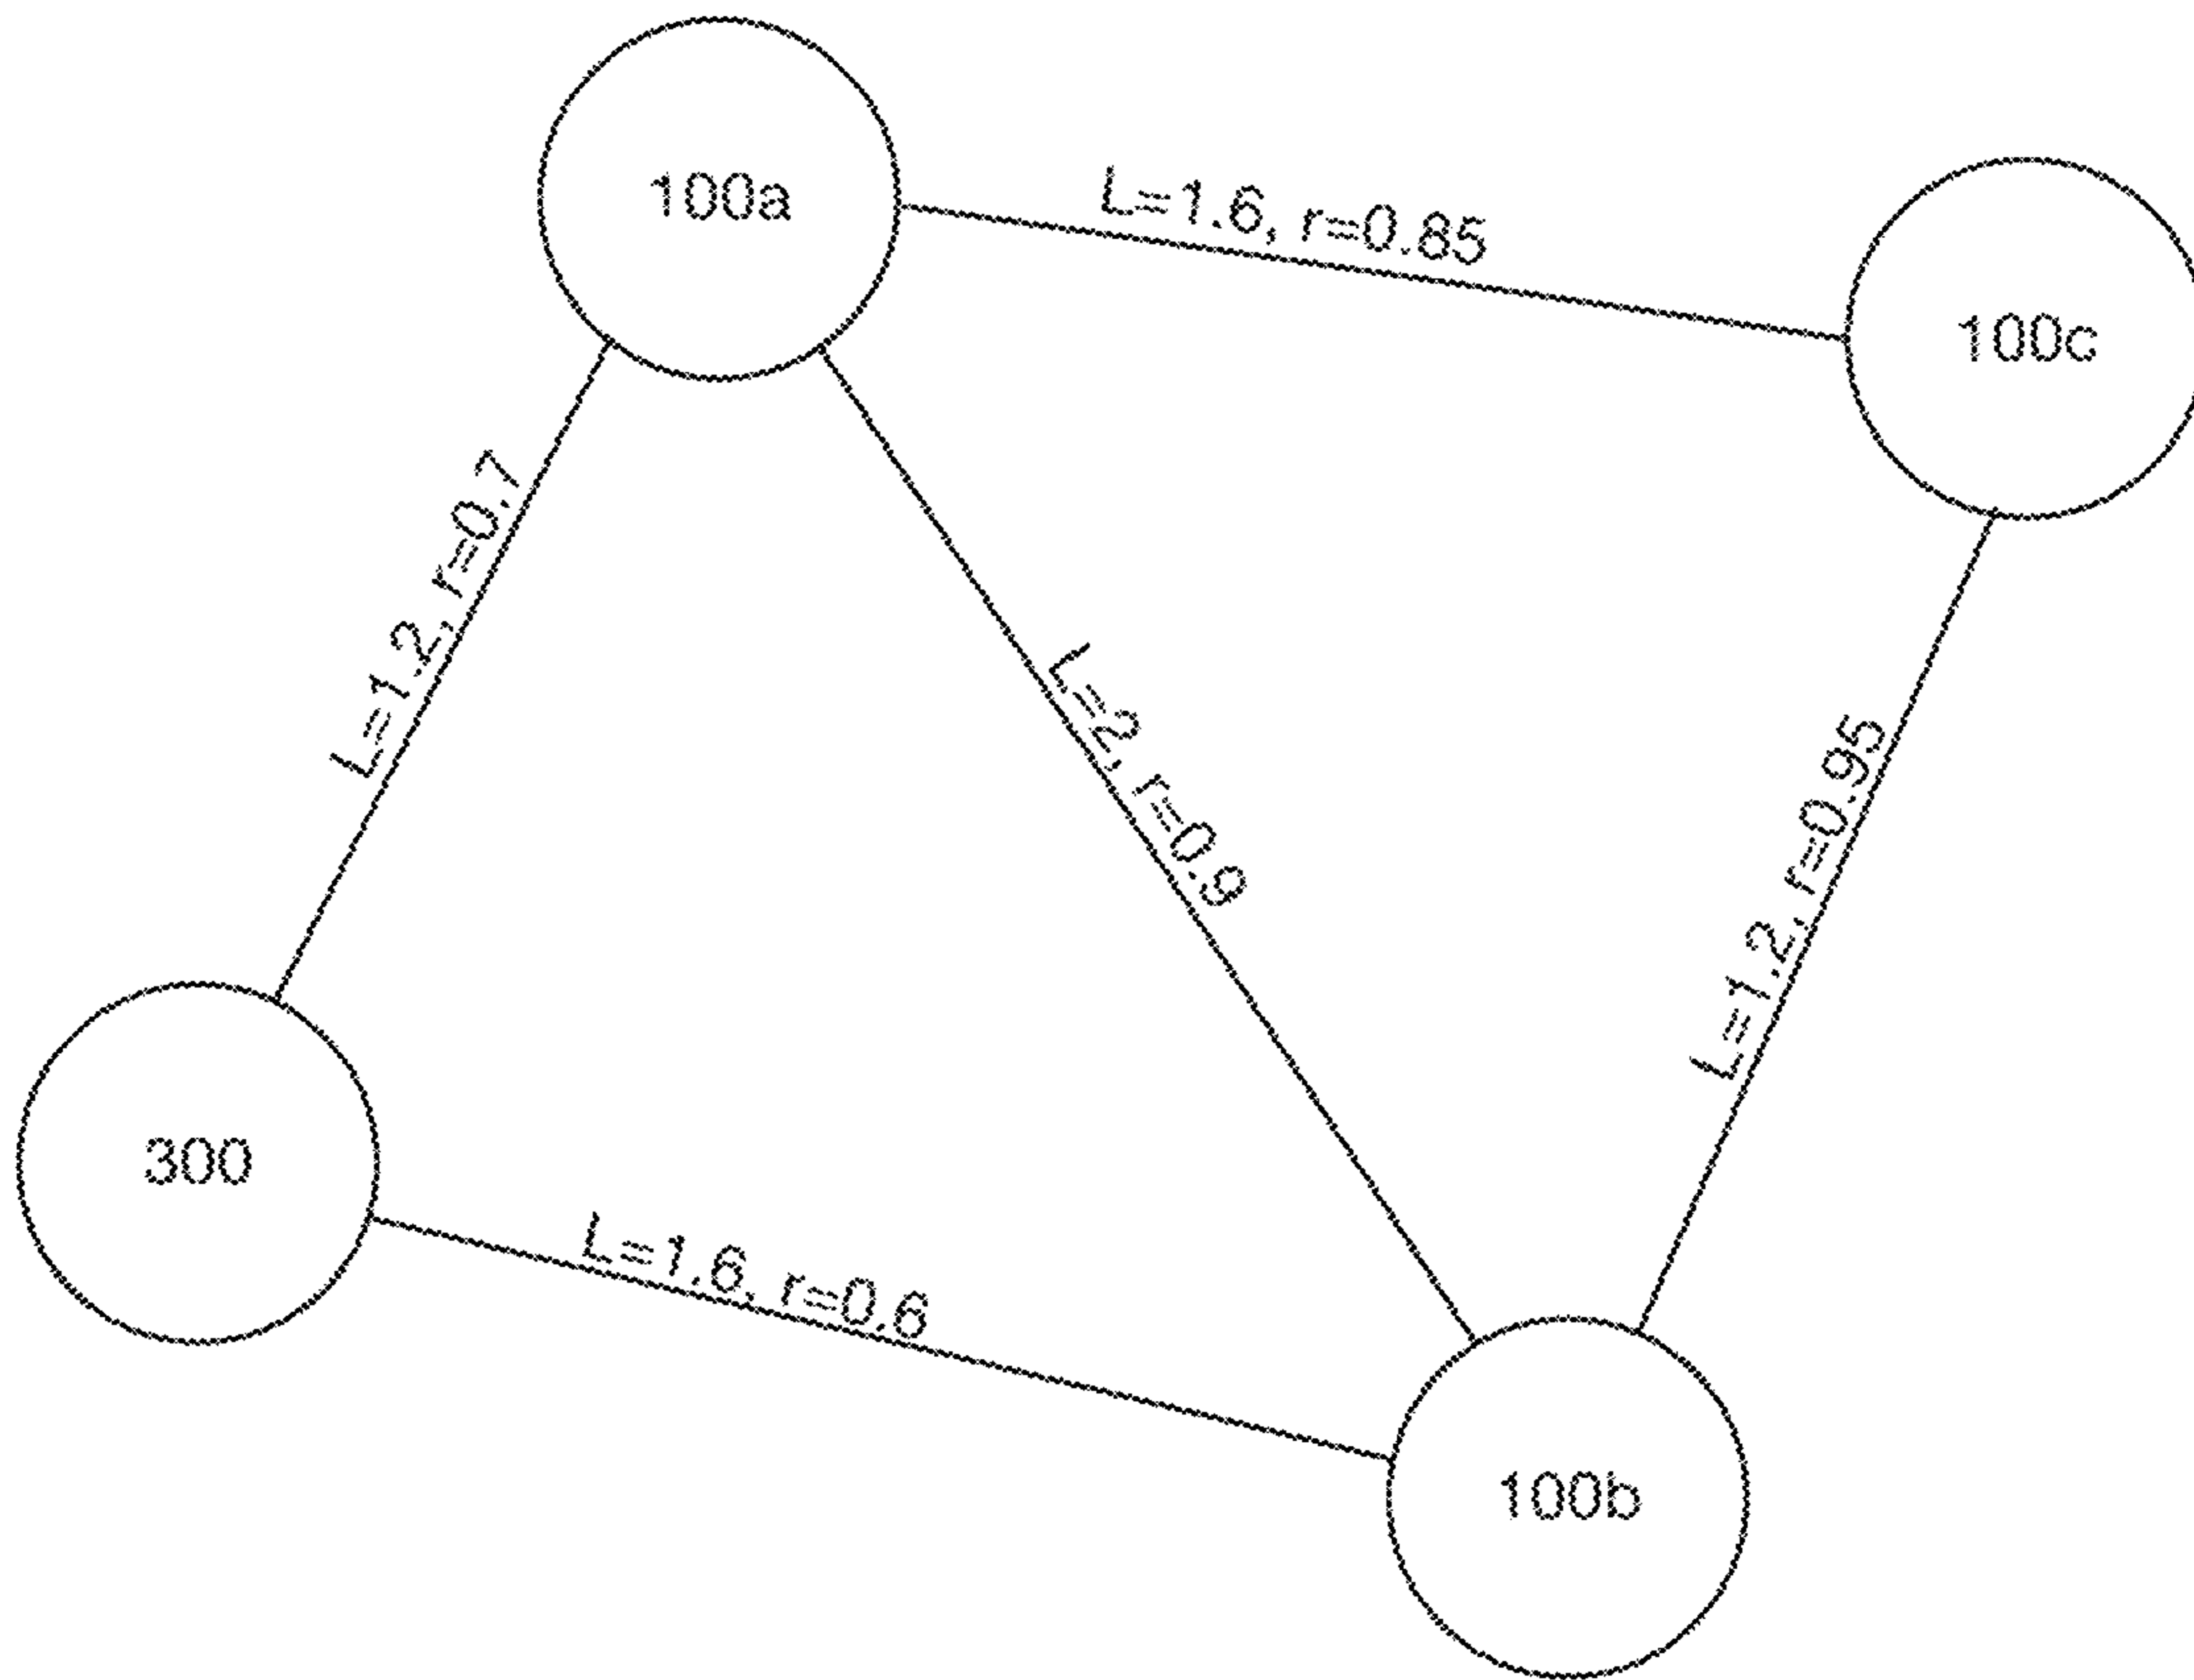 100a
L=1.6, r=0.85
100c
L=1.2, r=0.7
L=2, r=0.9
L=1.2, r=0.95
300
L=1.6, r=0.6
100b